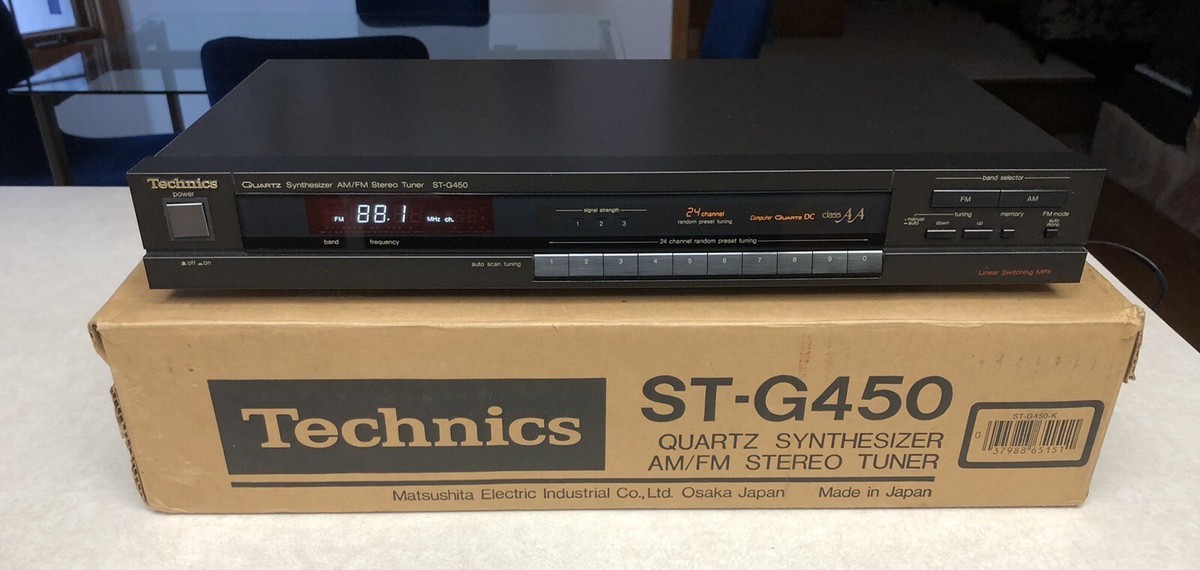 Technics
power
off on
QUARTZ Synthesizer AM/FM Stereo Tuner ST-G450
FM 88.1 MHz ch.
band frequency
signal strength
1 2 3
24 channel
random preset tuning
Computer QUARTZ DC
class AA
24 channel random preset tuning
auto scan tuning
1 2 3 4 5 6 7 8 9 0
band selector
FM AM
tuning memory FM mode
manual
auto
down up
auto
mono
Linear Switching MPX
Technics
ST-G450
QUARTZ SYNTHESIZER
AM/FM STEREO TUNER
Matsushita Electric Industrial Co., Ltd. Osaka Japan Made in Japan
ST-G450-K
0 37988 65151